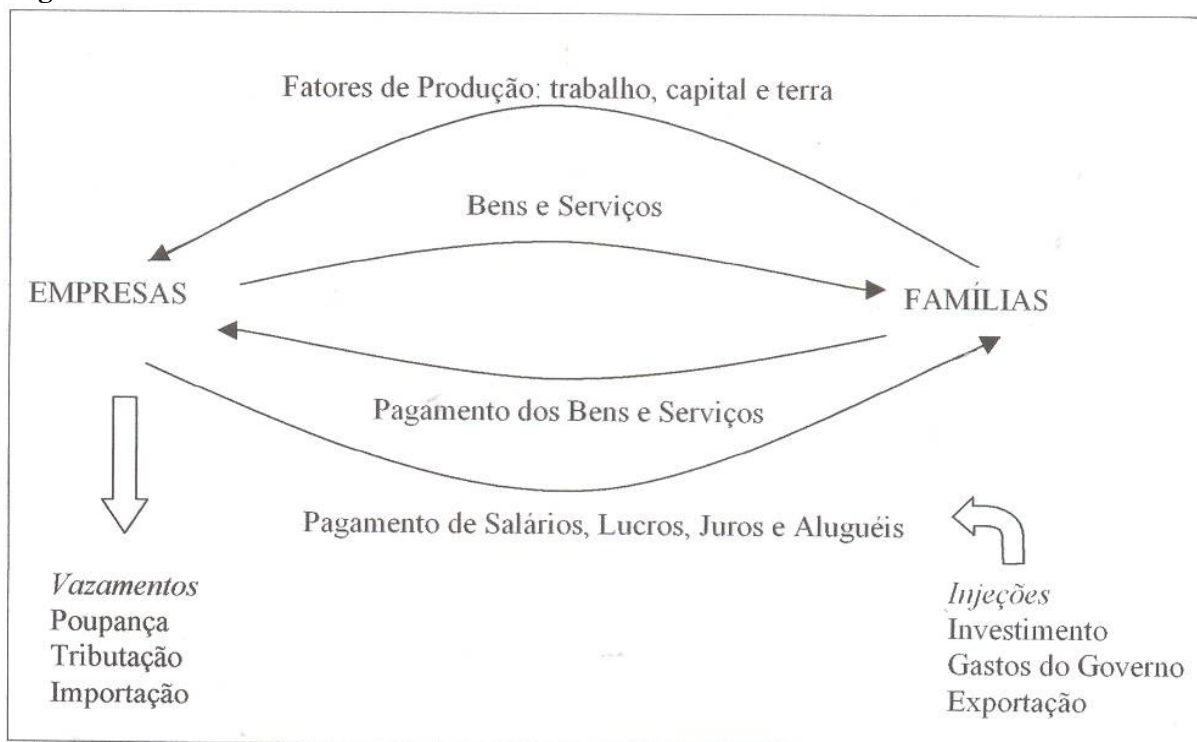 Fatores de Produção: trabalho, capital e terra
Bens e Serviços
EMPRESAS
FAMÍLIAS
Pagamento dos Bens e Serviços
Pagamento de Salários, Lucros, Juros e Aluguéis
Vazamentos
Poupança
Tributação
Importação
Injeções
Investimento
Gastos do Governo
Exportação